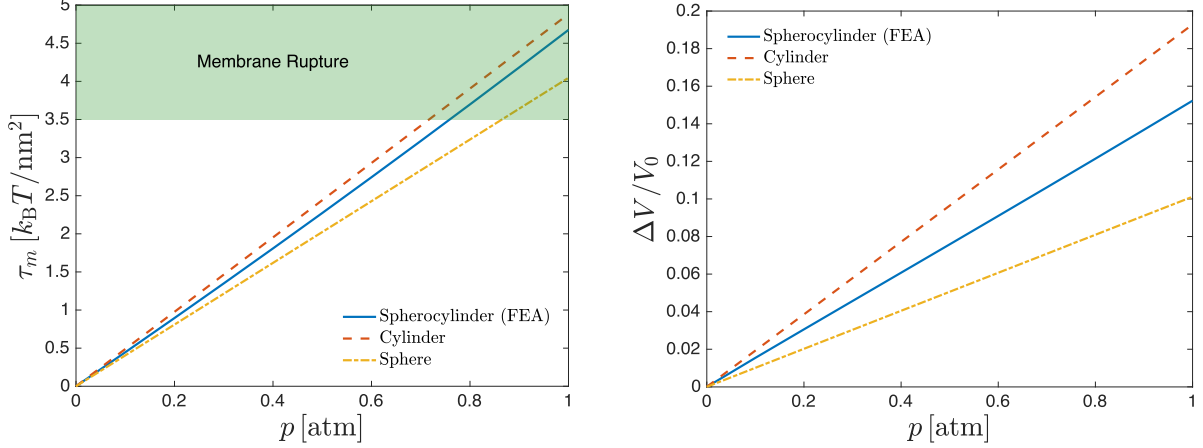 5
4.5
4
3.5
3
2.5
2
1.5
1
0.5
0
Membrane Rupture
τm [kBT/nm²]
Spherocylinder (FEA)
Cylinder
Sphere
0 0.2 0.4 0.6 0.8 1
p [atm]
0.2
0.18
0.16
0.14
0.12
0.1
0.08
0.06
0.04
0.02
0
ΔV/V0
Spherocylinder (FEA)
Cylinder
Sphere
0 0.2 0.4 0.6 0.8 1
p [atm]